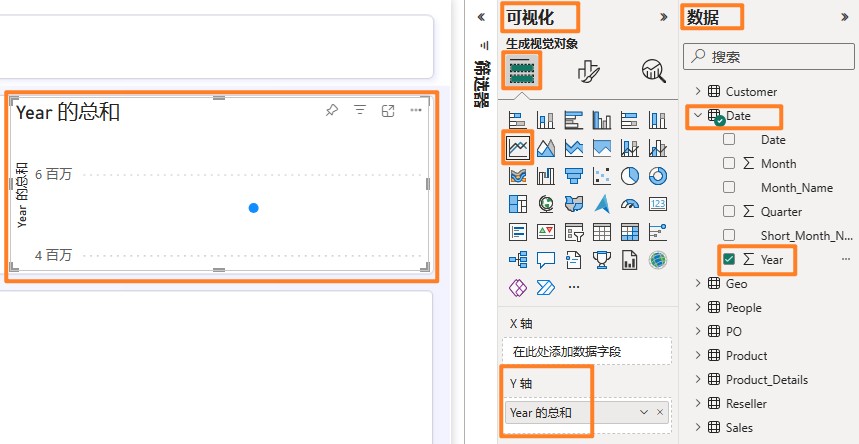 Year 的总和
Year 的总和
6 百万
4 百万
筛选器
可视化
生成视觉对象
123
X 轴
在此处添加数据字段
Y 轴
Year 的总和
数据
搜索
Customer
Date
Date
Month
Month_Name
Quarter
Short_Month_N...
Year
Geo
People
PO
Product
Product_Details
Reseller
Sales